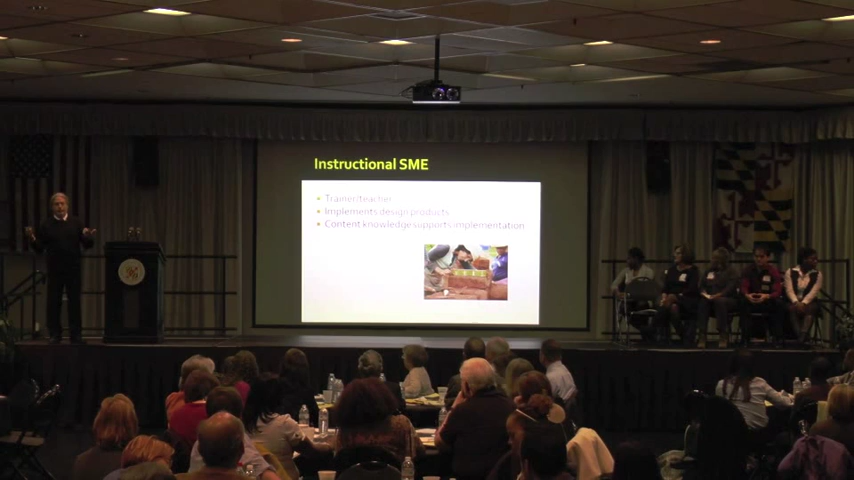 Instructional SME
Trainer/teacher
Implements design products
Content knowledge supports implementation